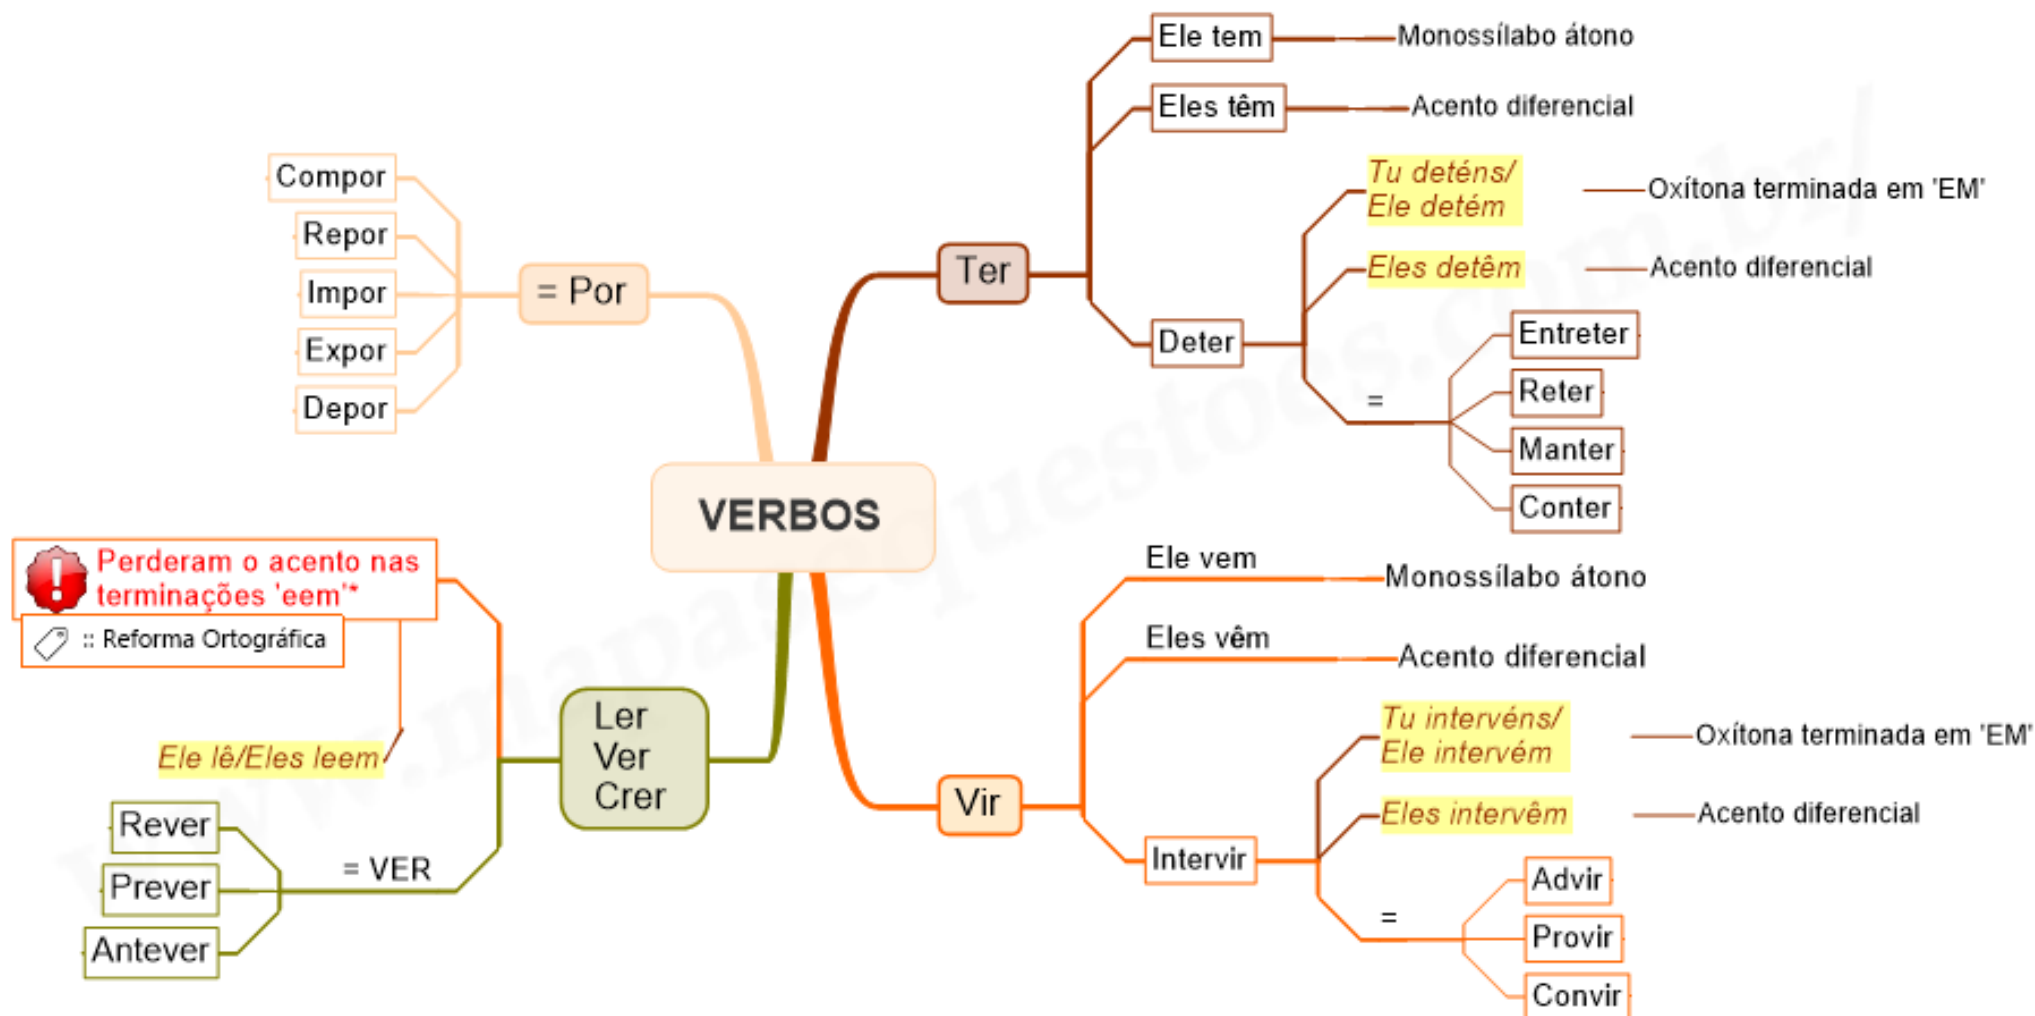 VERBOS
= Por
Compor
Repor
Impor
Expor
Depor
Ter
Ele tem
Monossílabo átono
Eles têm
Acento diferencial
Deter
Tu deténs/
Ele detém
Oxítona terminada em 'EM'
Eles detêm
Acento diferencial
=
Entreter
Reter
Manter
Conter
Vir
Ele vem
Monossílabo átono
Eles vêm
Acento diferencial
Intervir
Tu intervéns/
Ele intervém
Oxítona terminada em 'EM'
Eles intervêm
Acento diferencial
=
Advir
Provir
Convir
Ler
Ver
Crer
Perderam o acento nas
terminações 'eem'*
:: Reforma Ortográfica
Ele lê/Eles leem
= VER
Rever
Prever
Antever
www.mapasequestoes.com.br/